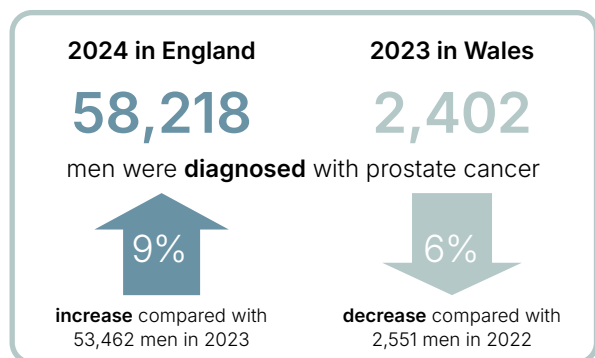 2024 in England
2023 in Wales
58,218
2,402
men were diagnosed with prostate cancer
9%
6%
increase compared with
53,462 men in 2023
decrease compared with
2,551 men in 2022